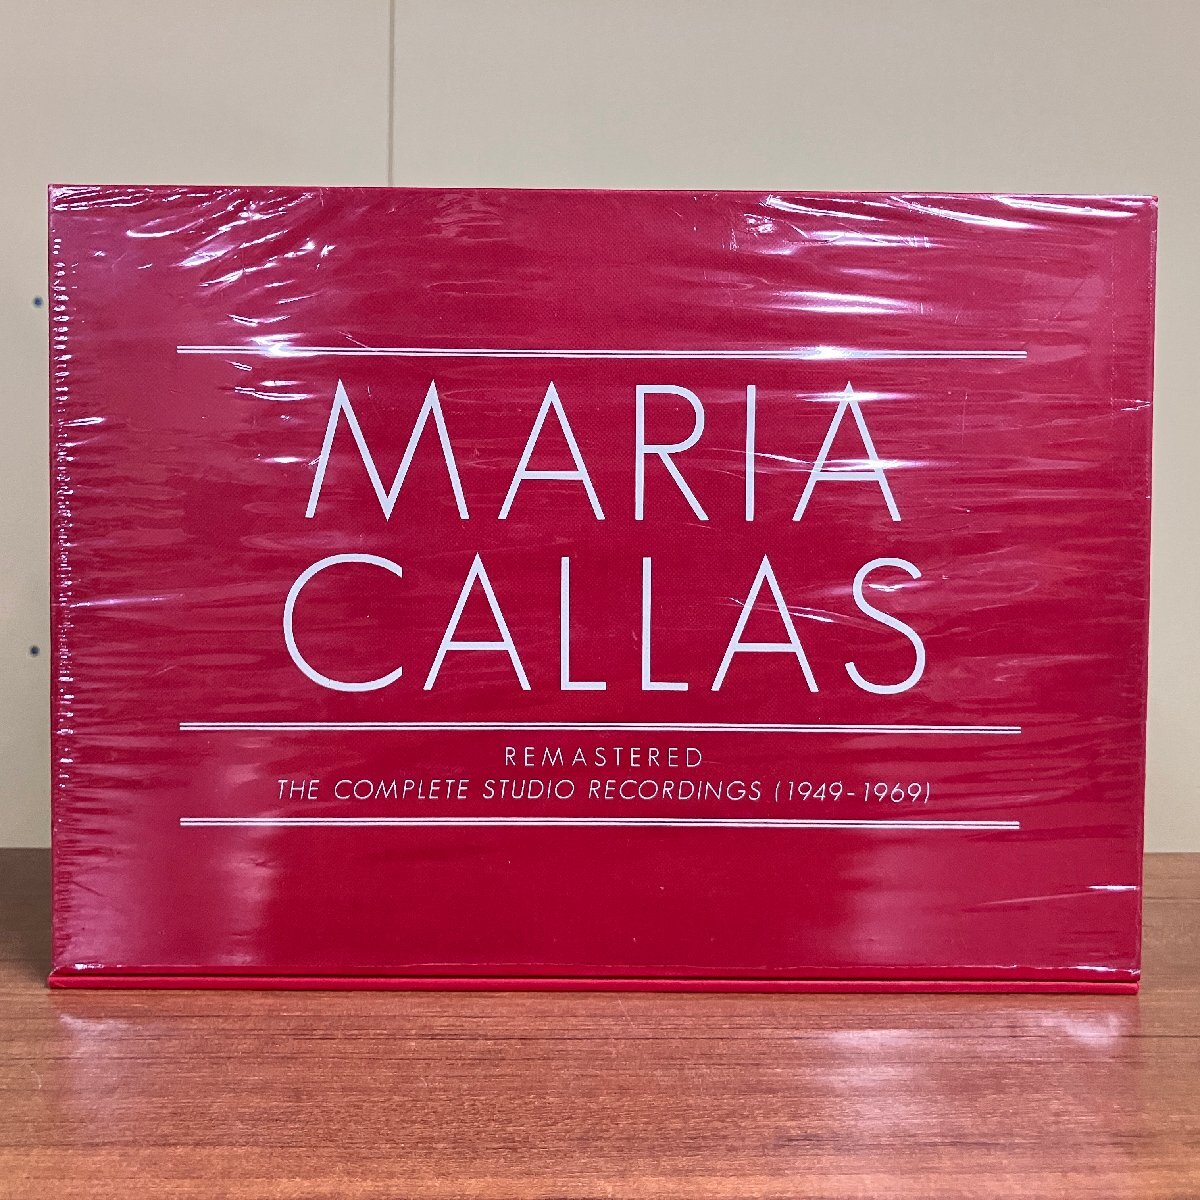 MARIA
CALLAS
REMASTERED
THE COMPLETE STUDIO RECORDINGS (1949-1969)